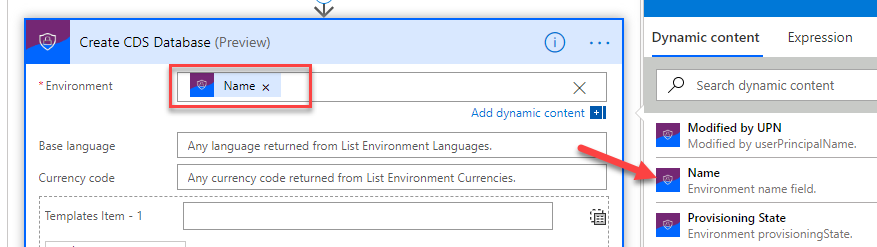 Create CDS Database (Preview)
* Environment
Name ×
Add dynamic content
Base language
Any language returned from List Environment Languages.
Currency code
Any currency code returned from List Environment Currencies.
Templates Item - 1
Dynamic content
Expression
Search dynamic content
Modified by UPN
Modified by userPrincipalName.
Name
Environment name field.
Provisioning State
Environment provisioningState.